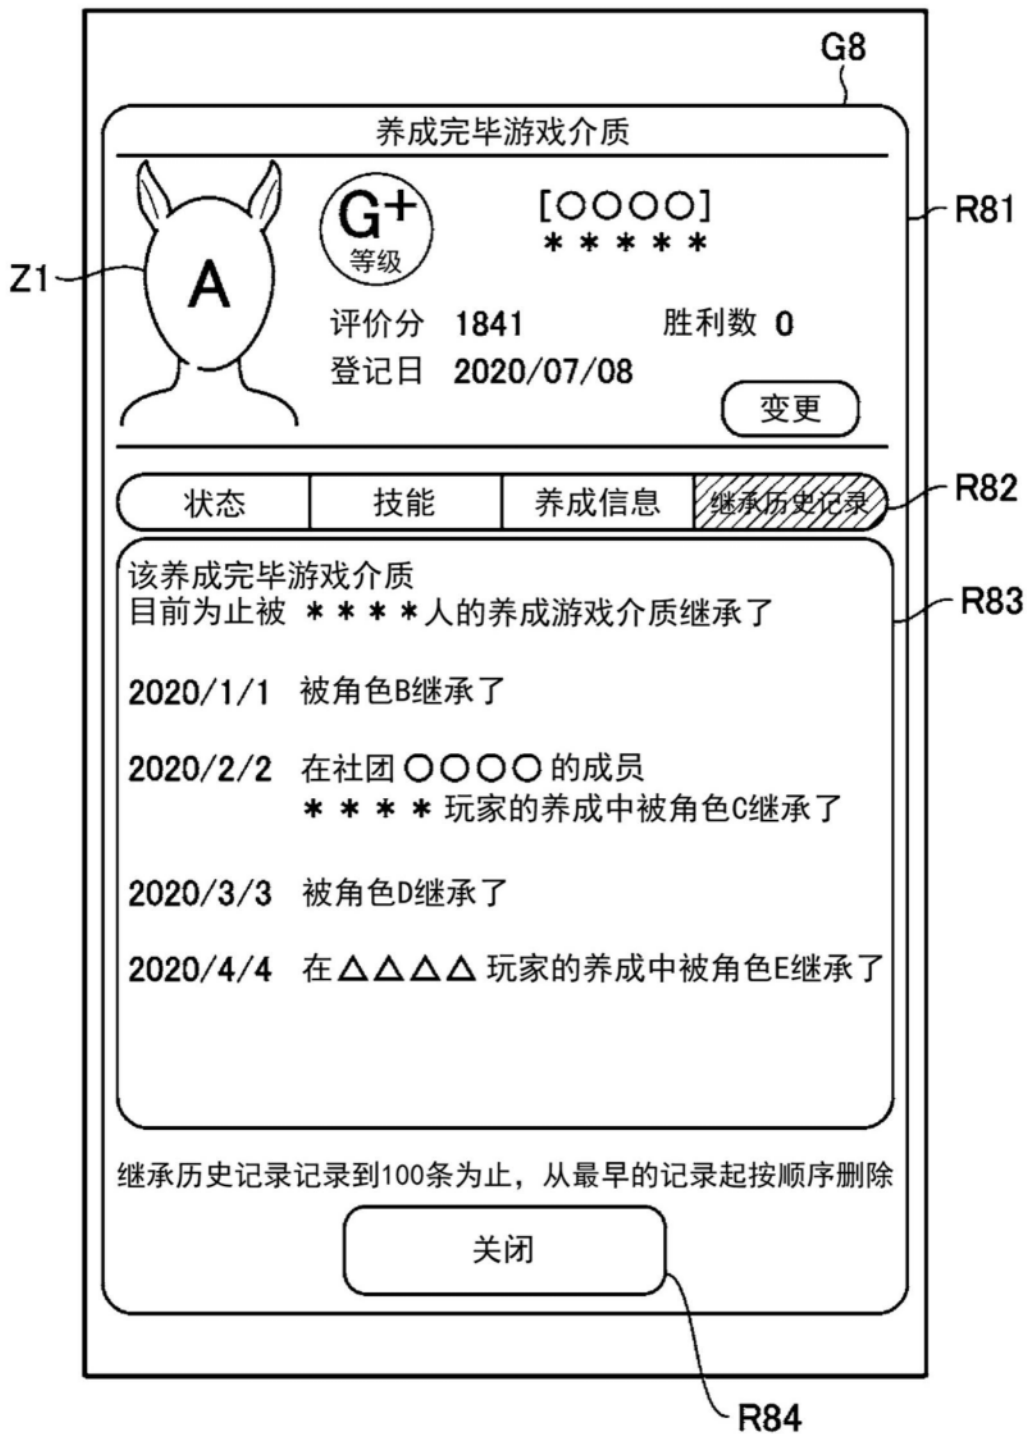 G8
养成完毕游戏介质
R81
Z1
A
G+
等级
[○○○○]
*****
评价分 1841 胜利数 0
登记日 2020/07/08
变更
R82
状态 技能 养成信息 继承历史记录
R83
该养成完毕游戏介质
目前为止被 ****人的养成游戏介质继承了
2020/1/1 被角色B继承了
2020/2/2 在社团○○○○的成员
**** 玩家的养成中被角色C继承了
2020/3/3 被角色D继承了
2020/4/4 在△△△△玩家的养成中被角色E继承了
继承历史记录记录到100条为止，从最早的记录起按顺序删除
关闭
R84